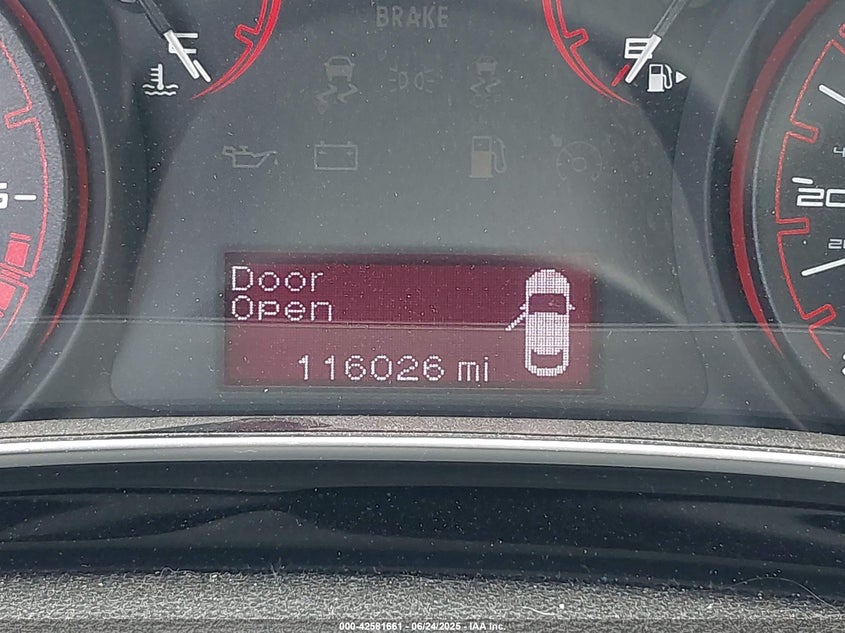 BRAKE
E
E
Door
Open
116026 mi
000-42581661 - 06/24/2025 - IAA Inc.